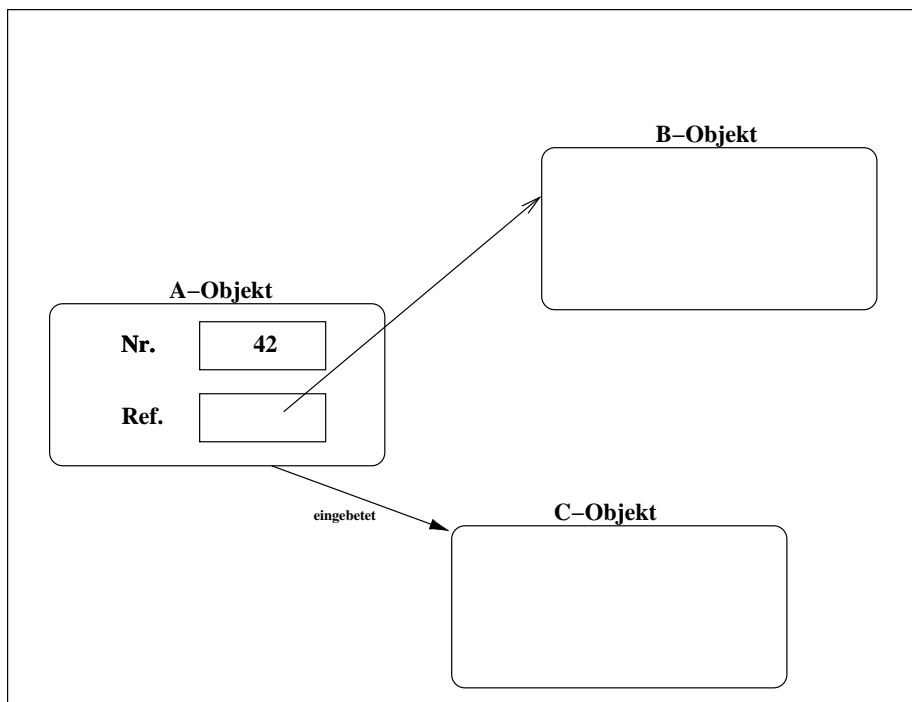 B–Objekt
A–Objekt
Nr. 42
Ref.
eingebetet
C–Objekt